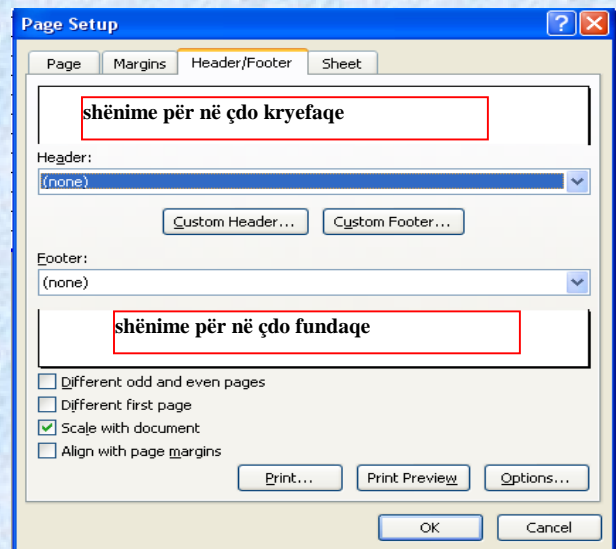 Page Setup
Page Margins Header/Footer Sheet
shënime për në çdo kryefaqe
Header:
(none)
Custom Header... Custom Footer...
Footer:
(none)
shënime për në çdo fundaqe
Different odd and even pages
Different first page
Scale with document
Align with page margins
Print... Print Preview Options...
OK Cancel